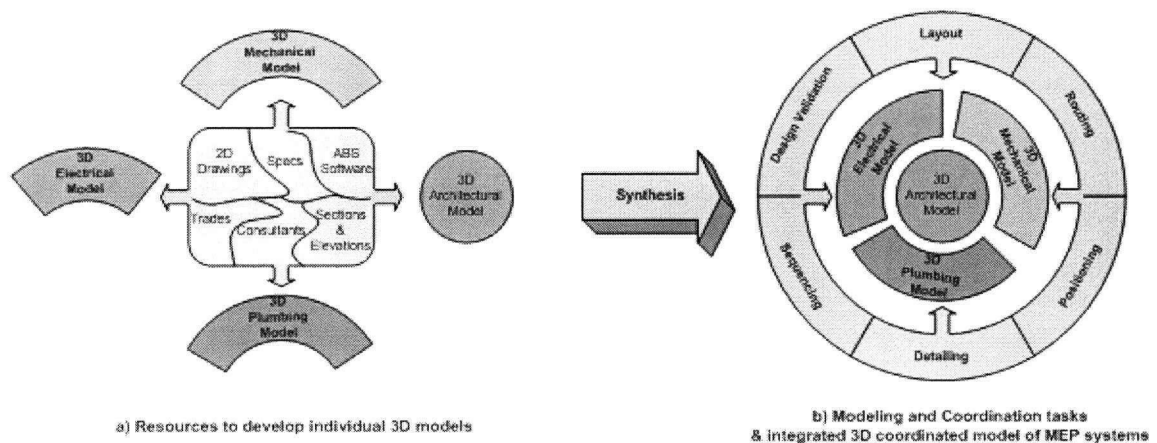 3D
Mechanical
Model
3D
Electrical
Model
2D
Drawings
Specs
ABS
Software
Trades
Consultants
Sections
&
Elevations
3D
Architectural
Model
3D
Plumbing
Model
a) Resources to develop individual 3D models
Synthesis
Layout
Routing
Positioning
Detailing
Sequencing
Design Validation
3D
Electrical
Model
3D
Mechanical
Model
3D
Architectural
Model
3D
Plumbing
Model
b) Modeling and Coordination tasks
& integrated 3D coordinated model of MEP systems